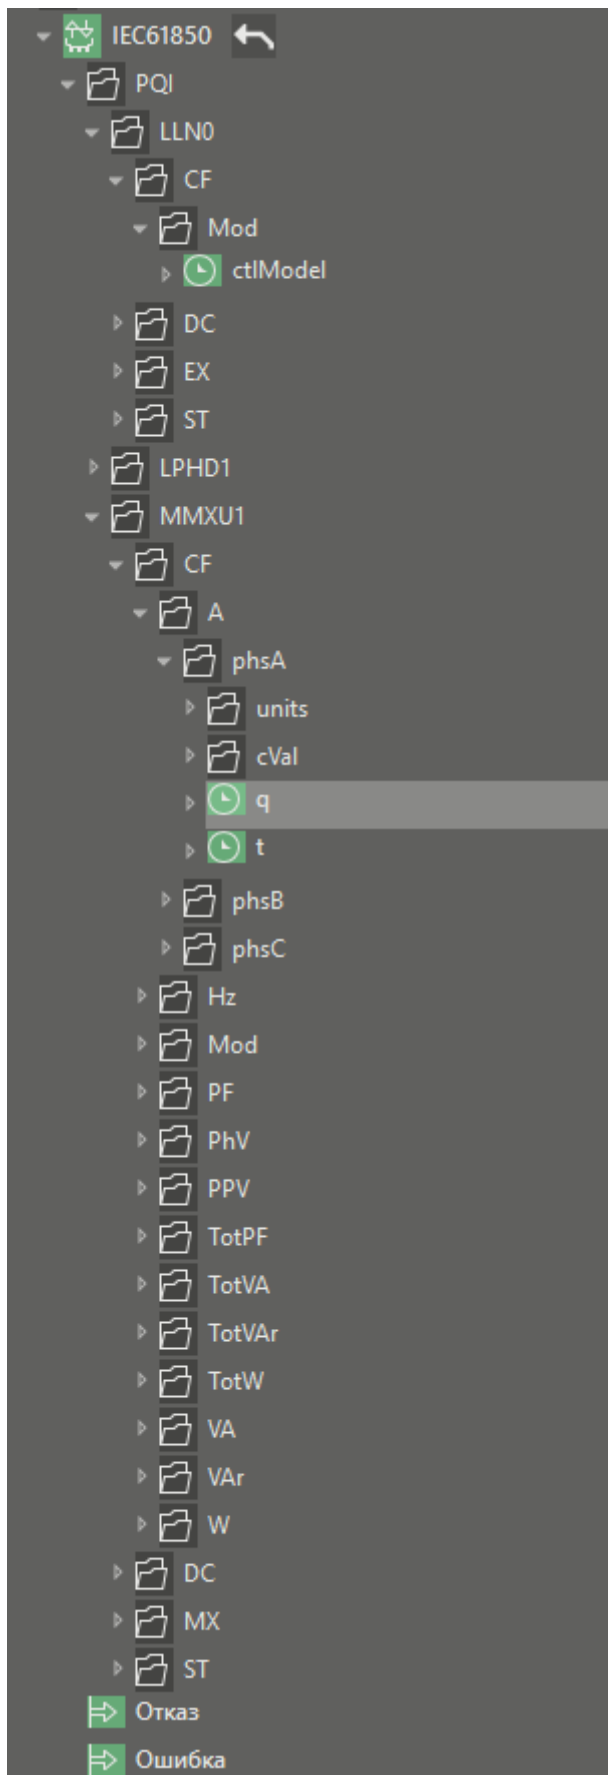 IEC61850
PQI
LLN0
CF
Mod
ctlModel
DC
EX
ST
LPHD1
MMXU1
CF
A
phsA
units
cVal
q
t
phsB
phsC
Hz
Mod
PF
PhV
PPV
TotPF
TotVA
TotVAr
TotW
VA
VAr
W
DC
MX
ST
Отказ
Ошибка